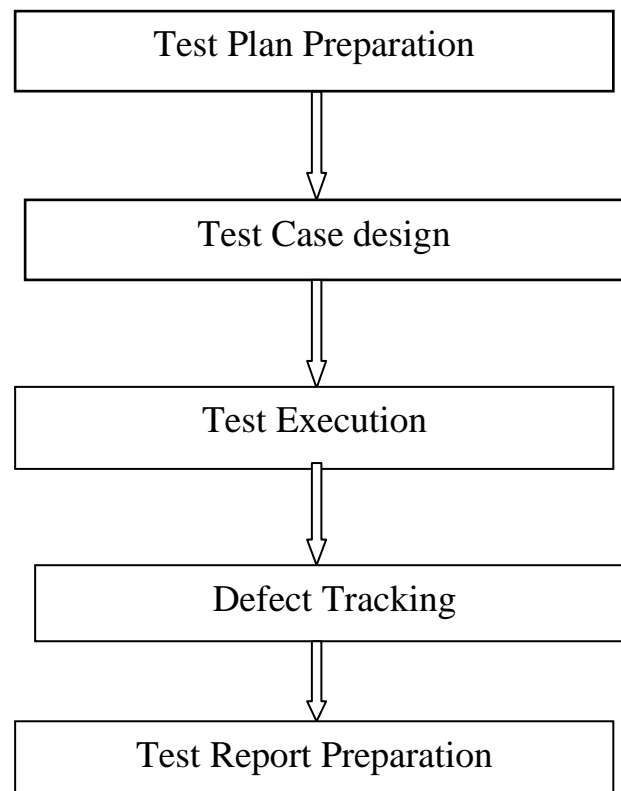 Test Plan Preparation
Test Case design
Test Execution
Defect Tracking
Test Report Preparation